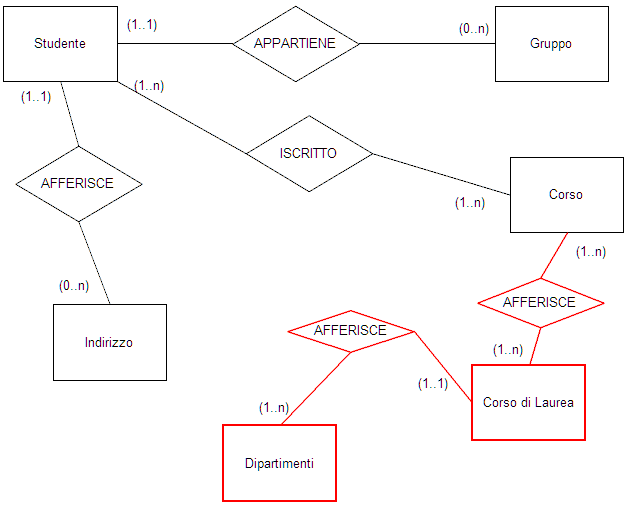 (1..1)
(0..n)
Studente
APPARTIENE
Gruppo
(1..n)
(1..1)
ISCRITTO
AFFERISCE
Corso
(1..n)
(1..n)
(0..n)
AFFERISCE
AFFERISCE
Indirizzo
(1..n)
(1..1)
(1..n)
Corso di Laurea
Dipartimenti